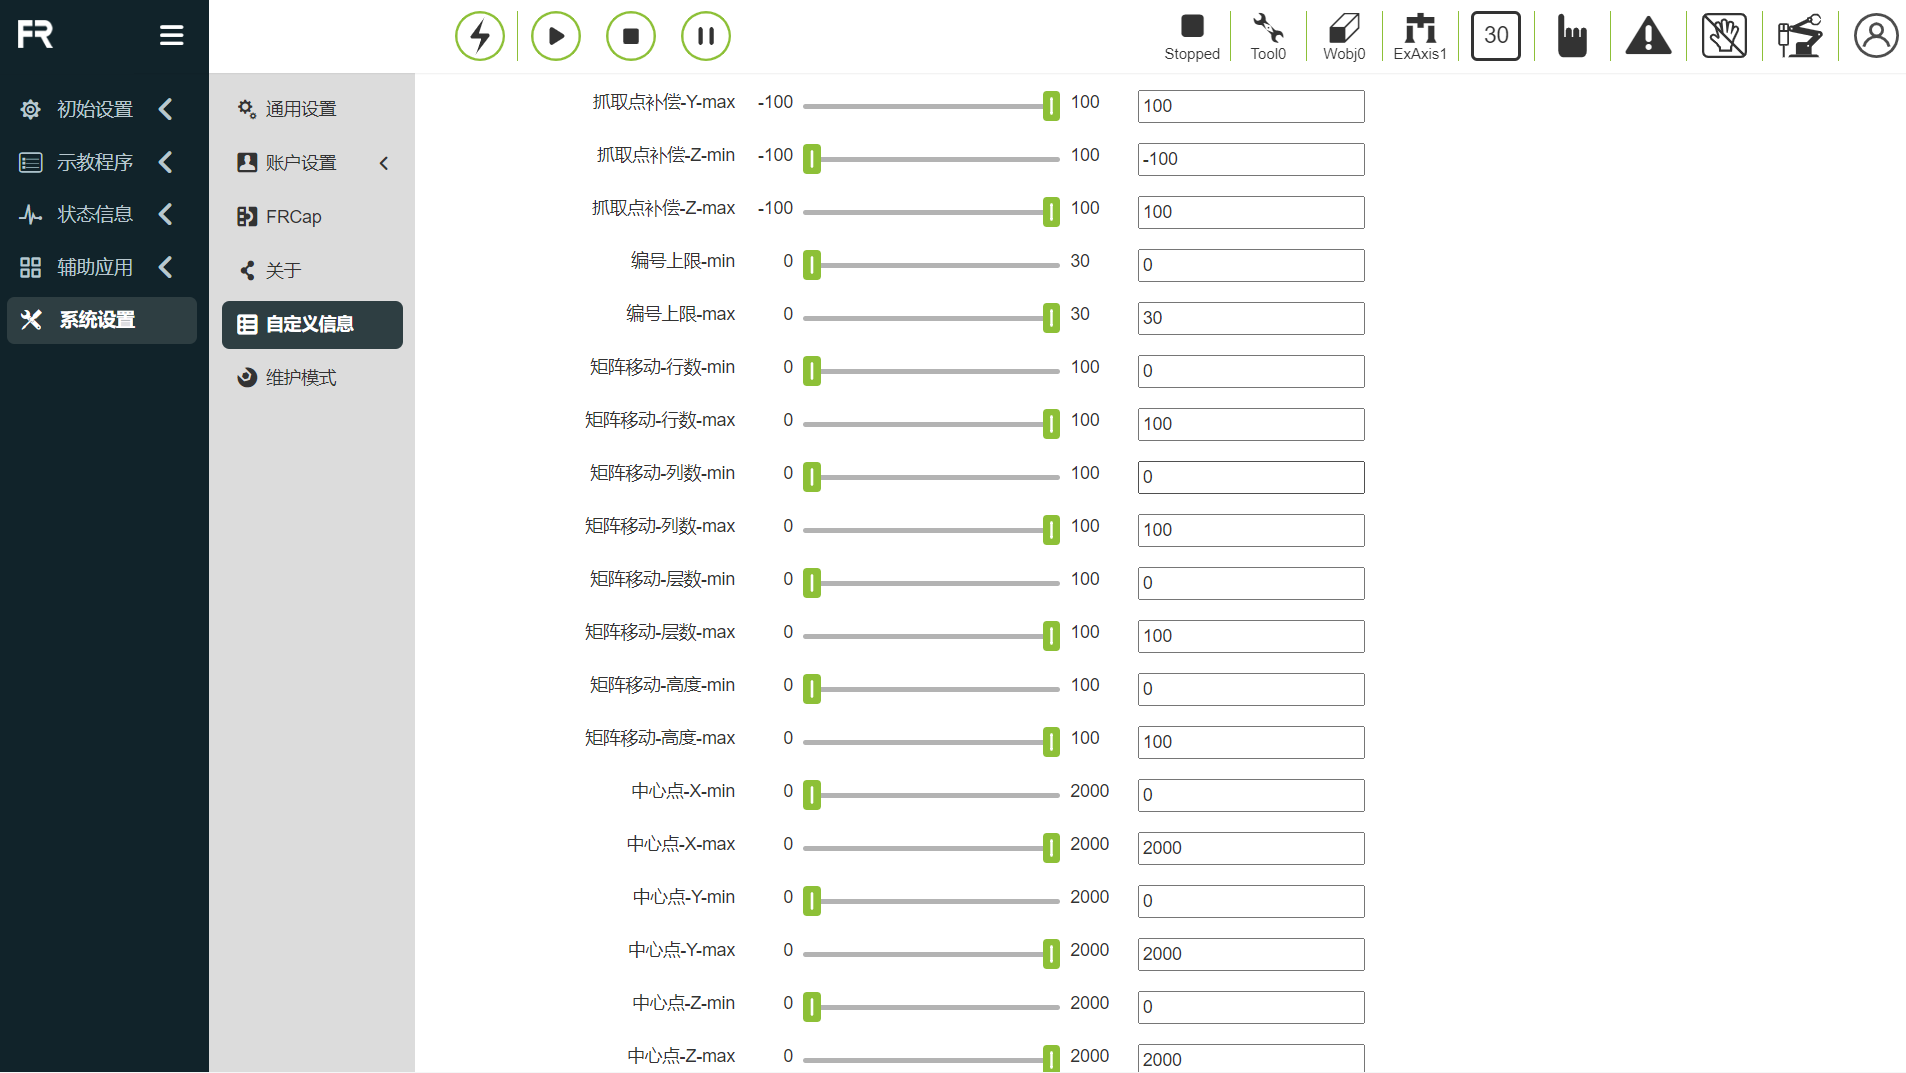 FR
Stopped
Tool0
Wobj0
ExAxis1
30
初始设置
示教程序
状态信息
辅助应用
系统设置
通用设置
账户设置
FRCap
关于
自定义信息
维护模式
抓取点补偿-Y-max -100 100 100
抓取点补偿-Z-min -100 100 -100
抓取点补偿-Z-max -100 100 100
编号上限-min 0 30 0
编号上限-max 0 30 30
矩阵移动-行数-min 0 100 0
矩阵移动-行数-max 0 100 100
矩阵移动-列数-min 0 100 0
矩阵移动-列数-max 0 100 100
矩阵移动-层数-min 0 100 0
矩阵移动-层数-max 0 100 100
矩阵移动-高度-min 0 100 0
矩阵移动-高度-max 0 100 100
中心点-X-min 0 2000 0
中心点-X-max 0 2000 2000
中心点-Y-min 0 2000 0
中心点-Y-max 0 2000 2000
中心点-Z-min 0 2000 0
中心点-Z-max 0 2000 2000